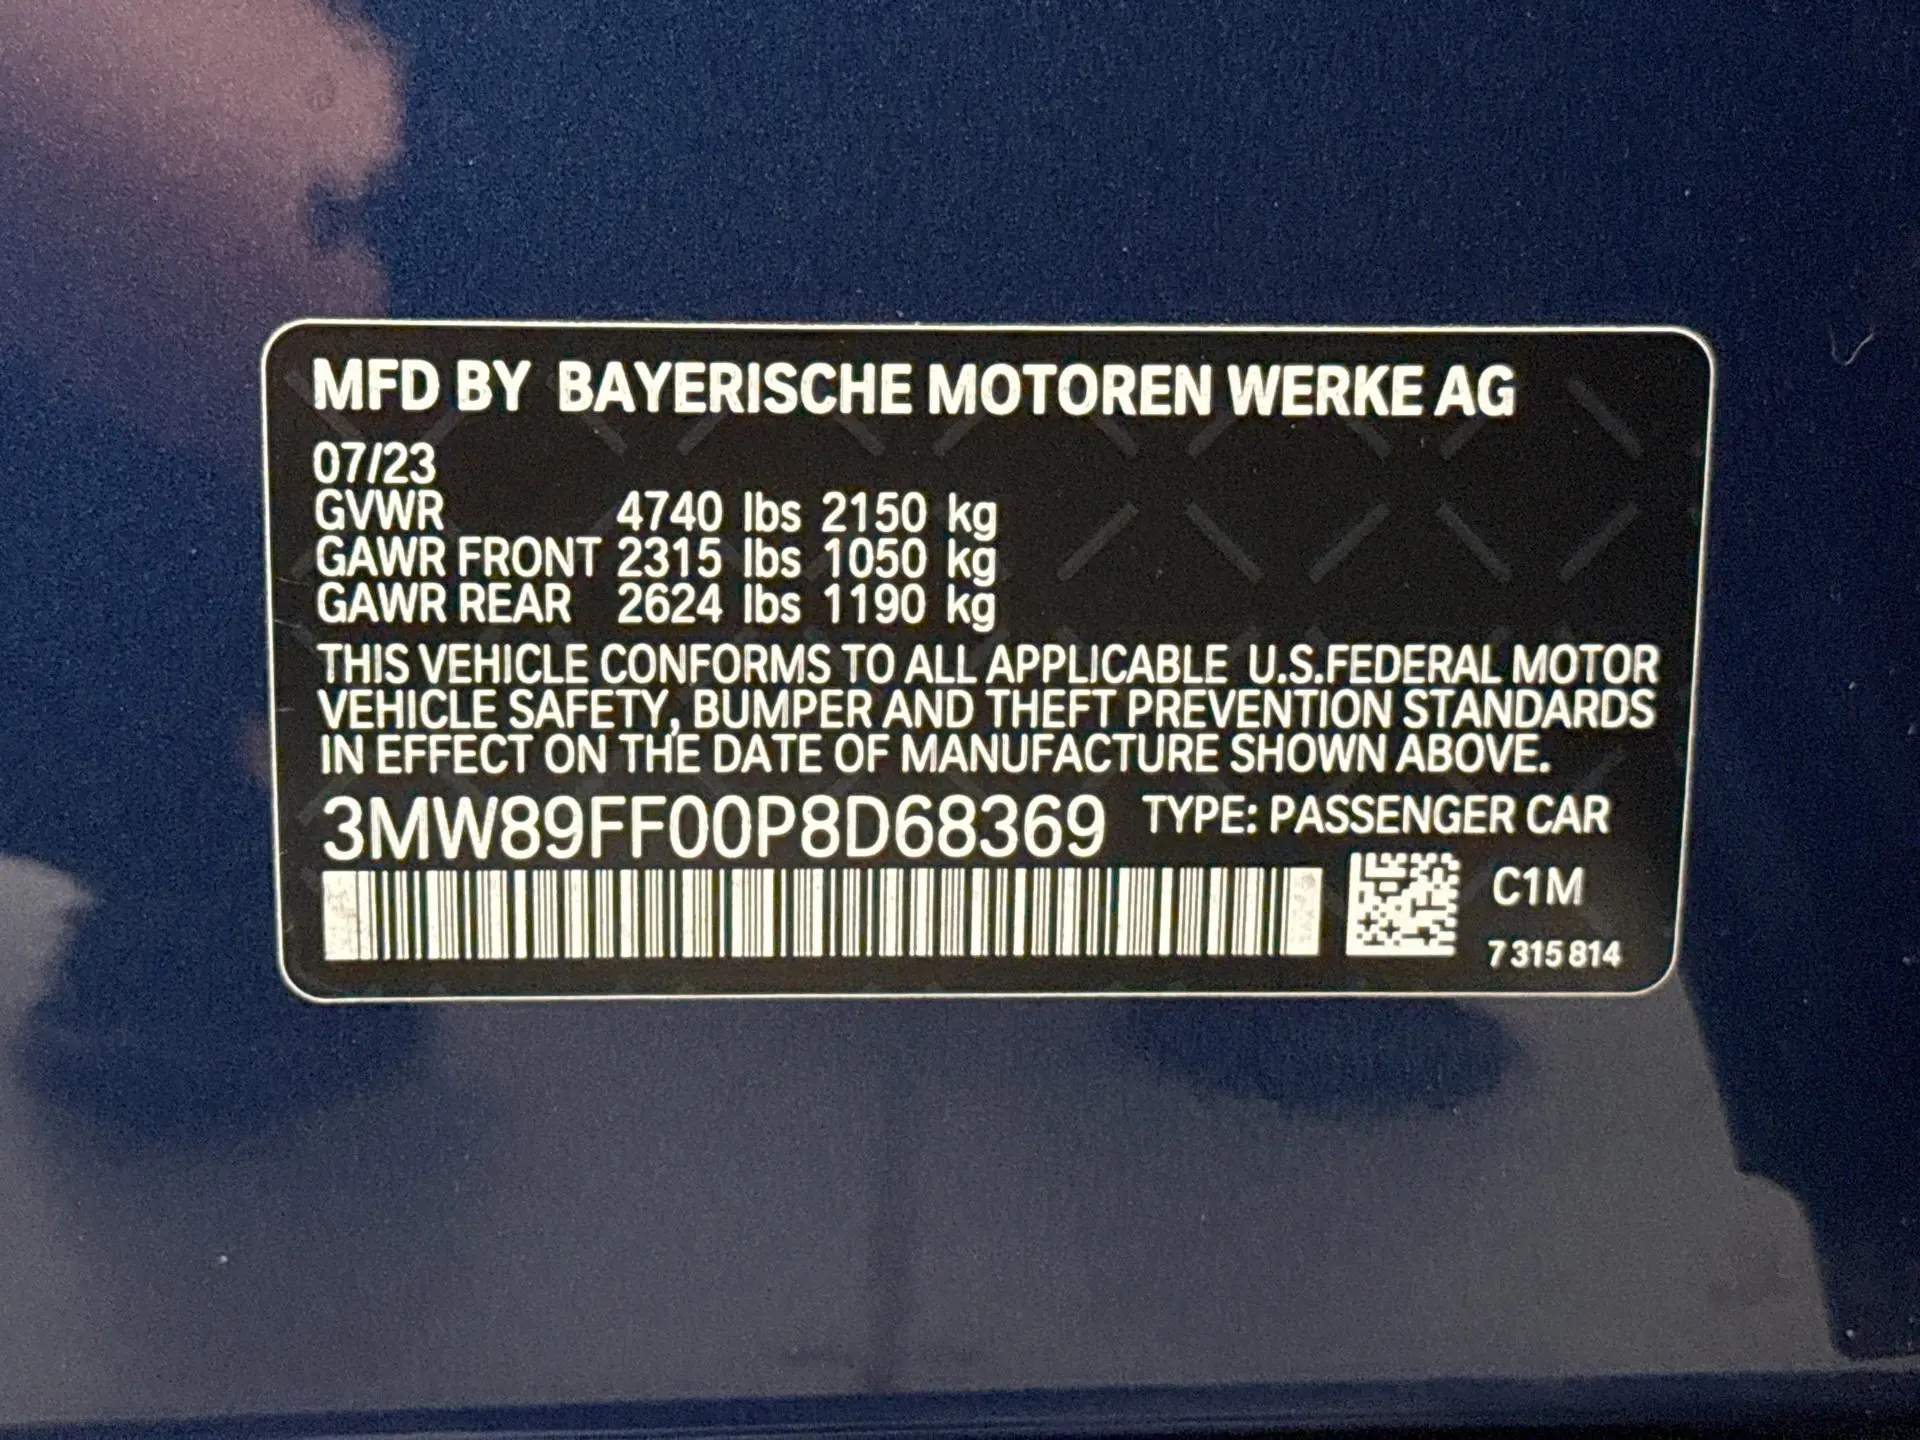 MFD BY BAYERISCHE MOTOREN WERKE AG
07/23
GVWR 4740 lbs 2150 kg
GAWR FRONT 2315 lbs 1050 kg
GAWR REAR 2624 lbs 1190 kg
THIS VEHICLE CONFORMS TO ALL APPLICABLE U.S.FEDERAL MOTOR
VEHICLE SAFETY, BUMPER AND THEFT PREVENTION STANDARDS
IN EFFECT ON THE DATE OF MANUFACTURE SHOWN ABOVE.
3MW89FF00P8D68369 TYPE: PASSENGER CAR
C1M
7 315 814